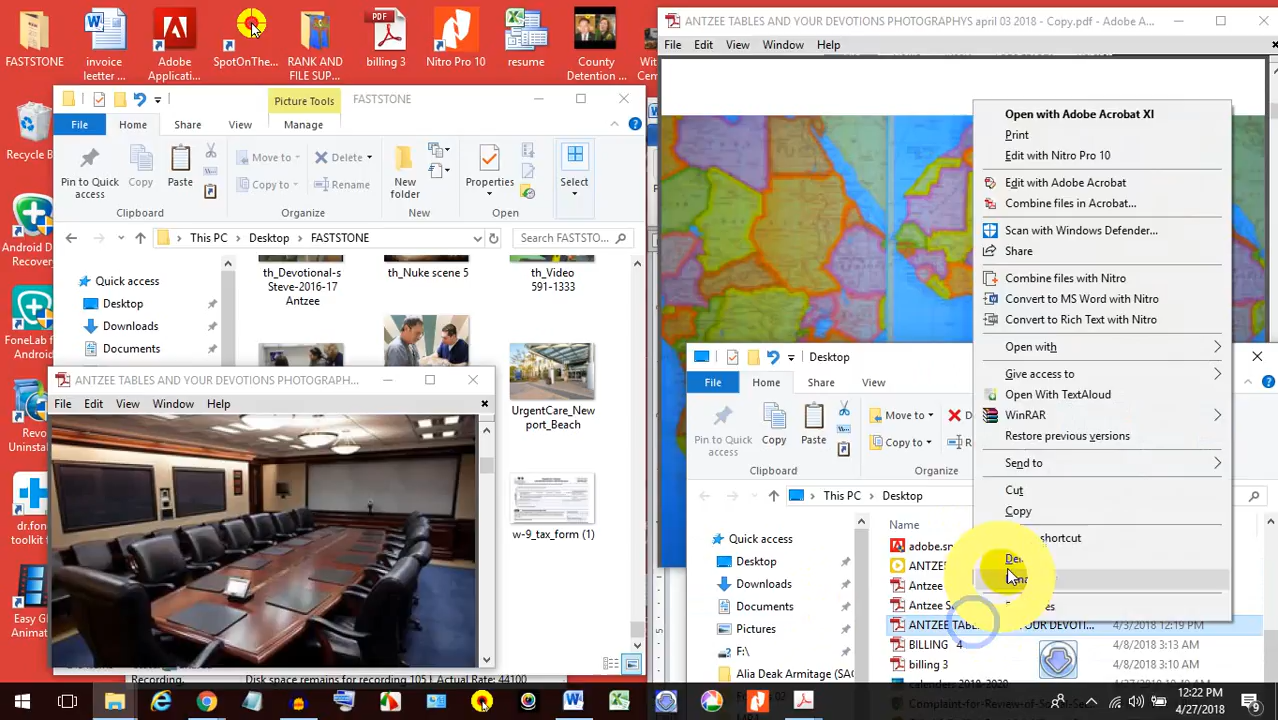 FASTSTONE
invoice leetter ...
Adobe Applicati...
SpotOnThe...
RANK AND FILE SUP...
PDF
billing 3
Nitro Pro 10
resume
County Detention ...
Recycle B
Android D
Recovery
FoneLab f
Android
Revo
Uninstal
dr.fone
toolkit f
Easy GI
Animat
Picture Tools
FASTSTONE
File
Home
Share
View
Manage
Pin to Quick access
Copy
Paste
Move to
Copy to
Delete
Rename
New folder
Properties
Select
Clipboard
Organize
New
Open
This PC
Desktop
FASTSTONE
Search FASTSTO...
Quick access
Desktop
Downloads
Documents
th_Devotional-s Steve-2016-17 Antzee
th_Nuke scene 5
th_Video 591-1333
UrgentCare_New port_Beach
w-9_tax_form (1)
ANTZEE TABLES AND YOUR DEVOTIONS PHOTOGRAPH...
File Edit View Window Help
ANTZEE TABLES AND YOUR DEVOTIONS PHOTOGRAPHYS april 03 2018 - Copy.pdf - Adobe A...
File Edit View Window Help
Open with Adobe Acrobat XI
Print
Edit with Nitro Pro 10
Edit with Adobe Acrobat
Combine files in Acrobat...
Scan with Windows Defender...
Share
Combine files with Nitro
Convert to MS Word with Nitro
Convert to Rich Text with Nitro
Open with
Give access to
Open With TextAloud
WinRAR
Restore previous versions
Send to
Cut
Copy
shortcut
Desktop
File
Home
Share
View
Pin to Quick access
Copy
Paste
Move to
Copy to
Clipboard
Organize
This PC
Desktop
Quick access
Desktop
Downloads
Documents
Pictures
F:\
Alia Deak Armitage (SAC
Name
adobe.sn
ANTZE
Antzee
Antzee S
ANTZEE TABL YOUR DEVOTI... 4/3/2018 12:19 PM
BILLING 4 4/8/2018 3:13 AM
billing 3 4/8/2018 3:10 AM
Recording.
Disk space remains for recording 105 | Actual Rate: 44100
12:22 PM
4/27/2018